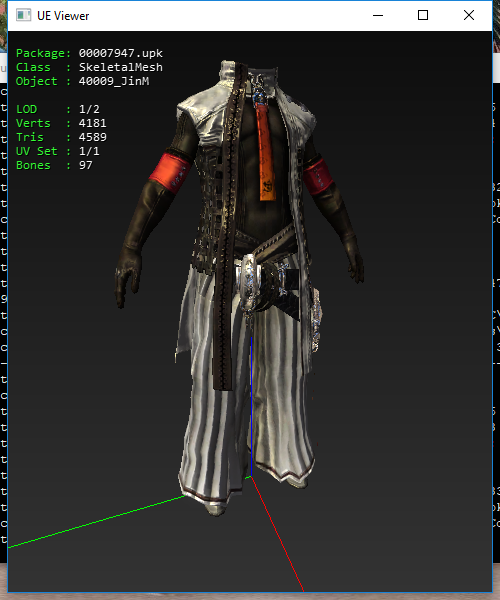 UE Viewer
Package: 00007947.upk
Class  : SkeletalMesh
Object : 40009_JinM
LOD    : 1/2
Verts  : 4181
Tris   : 4589
UV Set : 1/1
Bones  : 97